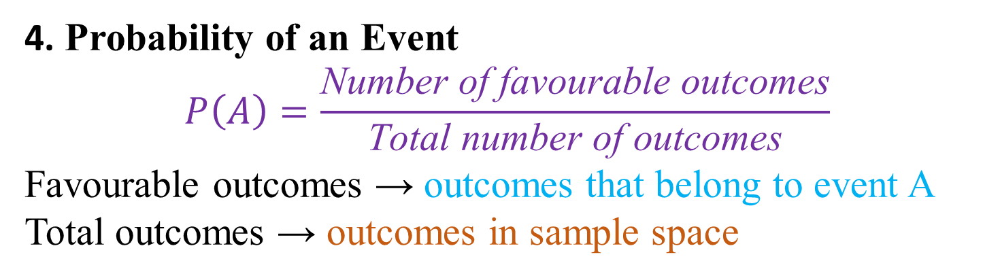 4. Probability of an Event
Number of favourable outcomes
P(A) =
Total number of outcomes
Favourable outcomes → outcomes that belong to event A
Total outcomes → outcomes in sample space